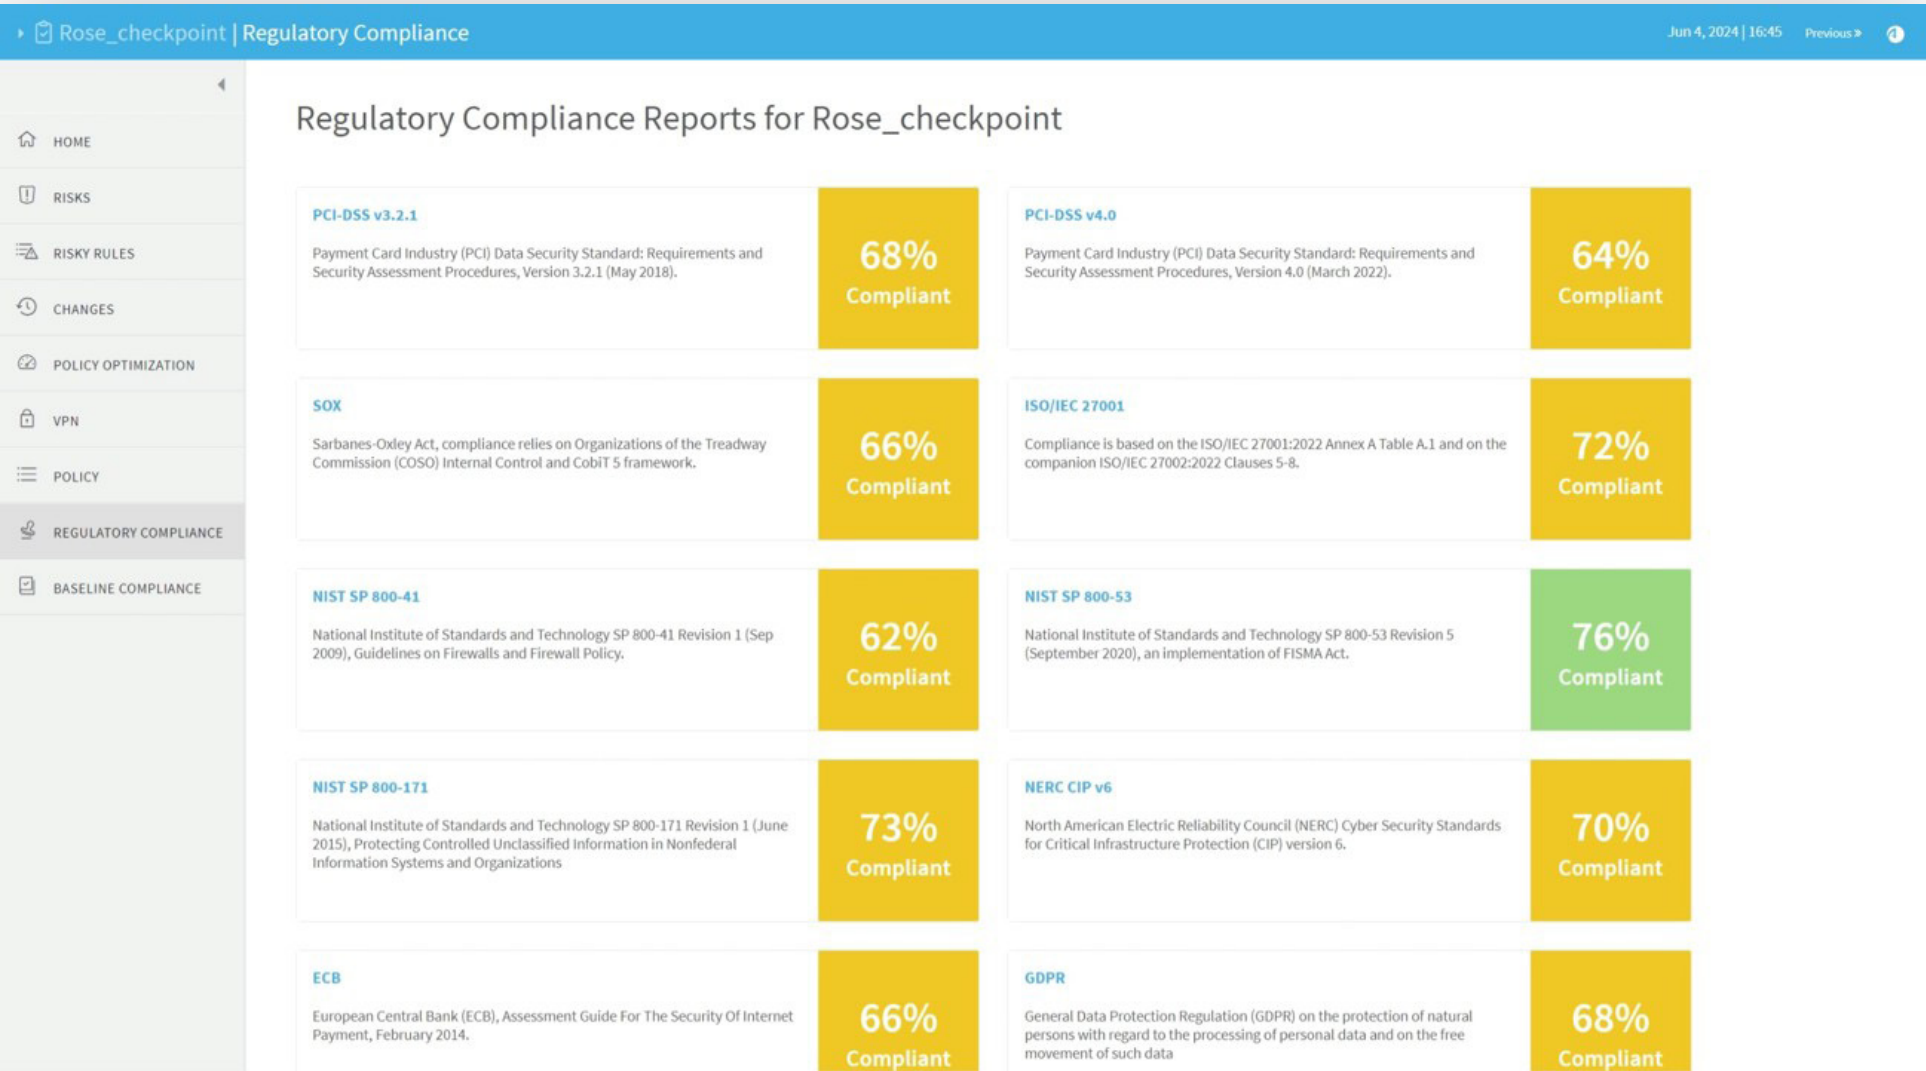 Rose_checkpoint | Regulatory Compliance
Jun 4, 2024 | 16:45 Previous »
HOME
RISKS
RISKY RULES
CHANGES
POLICY OPTIMIZATION
VPN
POLICY
REGULATORY COMPLIANCE
BASELINE COMPLIANCE
Regulatory Compliance Reports for Rose_checkpoint
PCI-DSS v3.2.1
Payment Card Industry (PCI) Data Security Standard: Requirements and
Security Assessment Procedures, Version 3.2.1 (May 2018).
68%
Compliant
PCI-DSS v4.0
Payment Card Industry (PCI) Data Security Standard: Requirements and
Security Assessment Procedures, Version 4.0 (March 2022).
64%
Compliant
SOX
Sarbanes-Oxley Act, compliance relies on Organizations of the Treadway
Commission (COSO) Internal Control and CobiT 5 framework.
66%
Compliant
ISO/IEC 27001
Compliance is based on the ISO/IEC 27001:2022 Annex A Table A.1 and on the
companion ISO/IEC 27002:2022 Clauses 5-8.
72%
Compliant
NIST SP 800-41
National Institute of Standards and Technology SP 800-41 Revision 1 (Sep
2009), Guidelines on Firewalls and Firewall Policy.
62%
Compliant
NIST SP 800-53
National Institute of Standards and Technology SP 800-53 Revision 5
(September 2020), an implementation of FISMA Act.
76%
Compliant
NIST SP 800-171
National Institute of Standards and Technology SP 800-171 Revision 1 (June
2015), Protecting Controlled Unclassified Information in Nonfederal
Information Systems and Organizations
73%
Compliant
NERC CIP v6
North American Electric Reliability Council (NERC) Cyber Security Standards
for Critical Infrastructure Protection (CIP) version 6.
70%
Compliant
ECB
European Central Bank (ECB), Assessment Guide For The Security Of Internet
Payment, February 2014.
66%
Compliant
GDPR
General Data Protection Regulation (GDPR) on the protection of natural
persons with regard to the processing of personal data and on the free
movement of such data
68%
Compliant